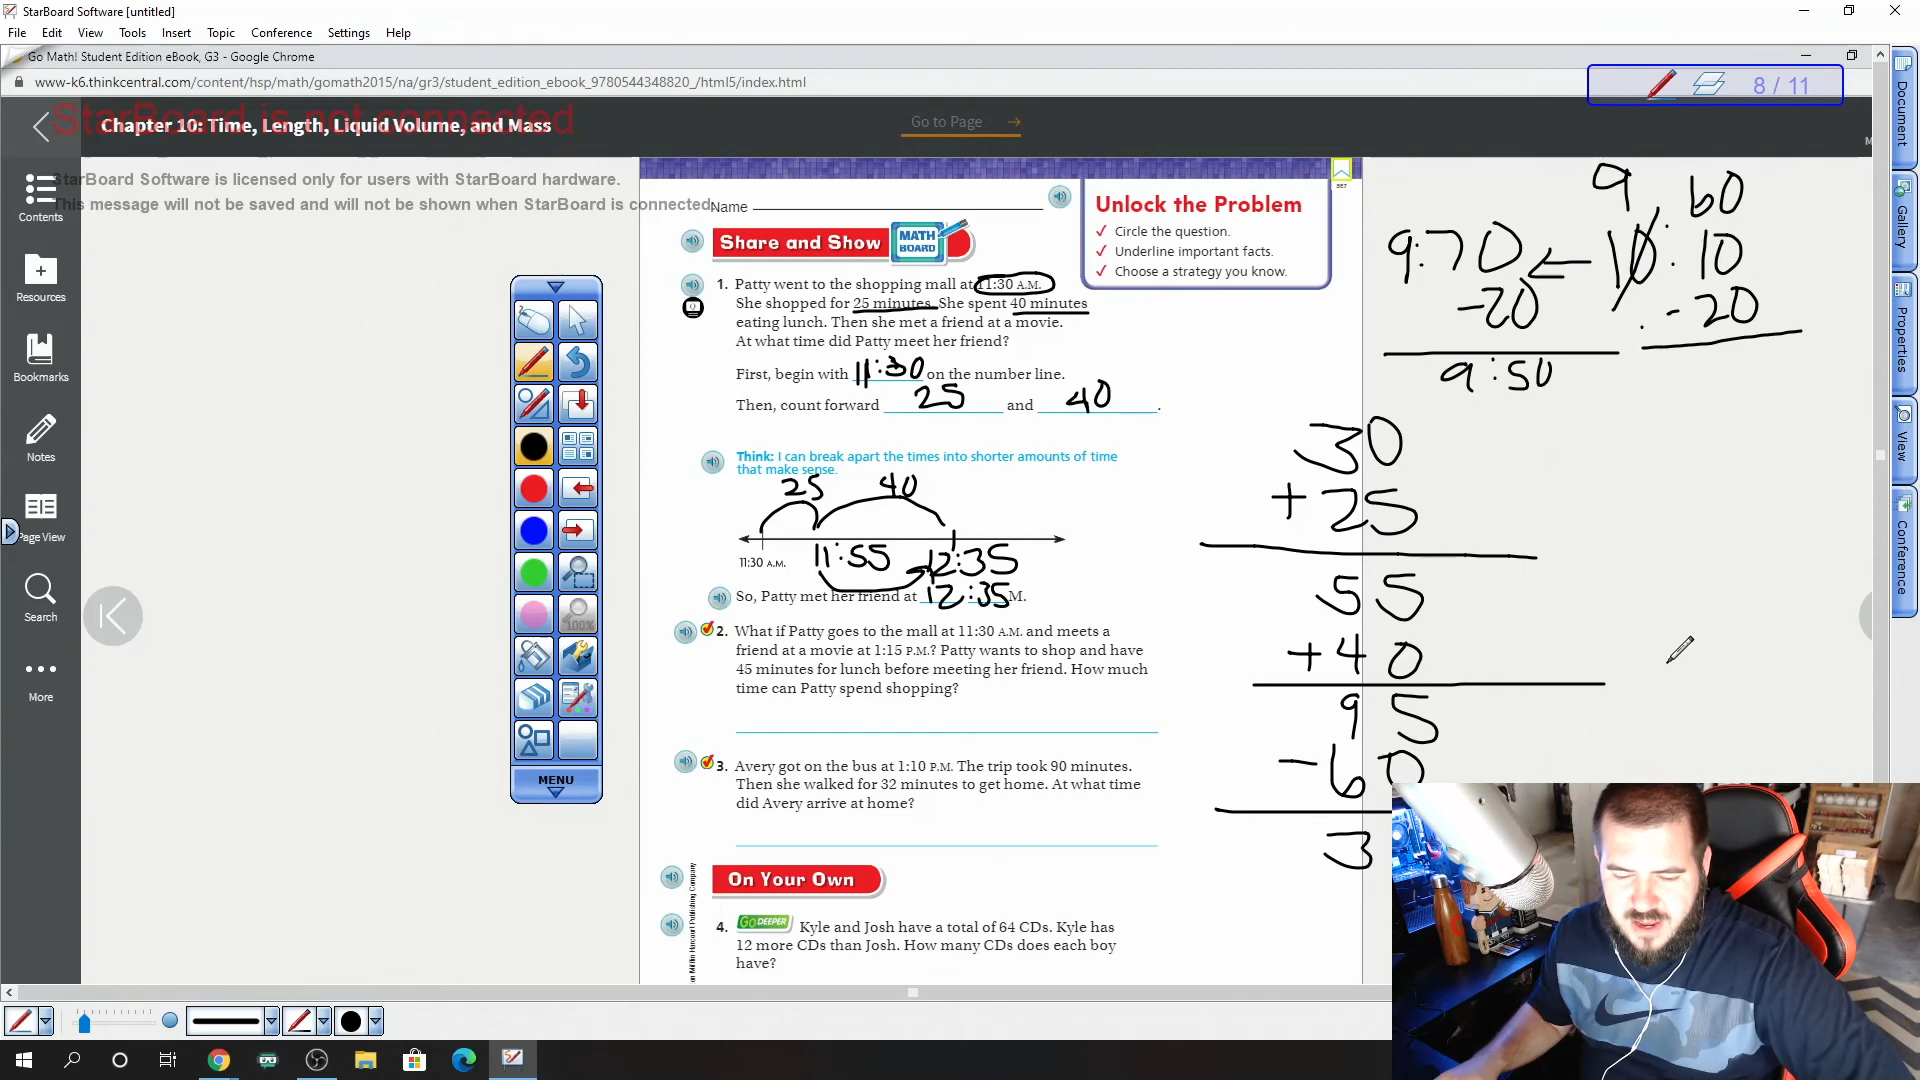 StarBoard Software [untitled]
File Edit View Tools Insert Topic Conference Settings Help
Go Math! Student Edition eBook, G3 - Google Chrome
www-k6.thinkcentral.com/content/hsp/math/gomath2015/na/gr3/student_edition_ebook_9780544348820_/html5/index.html
8 / 11
StarBoard is not connected
Chapter 10: Time, Length, Liquid Volume, and Mass
Go to Page
StarBoard Software is licensed only for users with StarBoard hardware.
This message will not be saved and will not be shown when StarBoard is connected.
Contents
Resources
Bookmarks
Notes
Page View
Search
More
MENU
Name
Share and Show
MATH BOARD
Unlock the Problem
✓ Circle the question.
✓ Underline important facts.
✓ Choose a strategy you know.
1. Patty went to the shopping mall at 11:30 A.M.
She shopped for 25 minutes. She spent 40 minutes
eating lunch. Then she met a friend at a movie.
At what time did Patty meet her friend?
First, begin with 11:30 on the number line.
Then, count forward 25 and 40.
Think: I can break apart the times into shorter amounts of time
that make sense.
25 40
11:30 A.M. 11:55 12:35
So, Patty met her friend at 12:35 M.
2. What if Patty goes to the mall at 11:30 A.M. and meets a
friend at a movie at 1:15 P.M.? Patty wants to shop and have
45 minutes for lunch before meeting her friend. How much
time can Patty spend shopping?
3. Avery got on the bus at 1:10 P.M. The trip took 90 minutes.
Then she walked for 32 minutes to get home. At what time
did Avery arrive at home?
On Your Own
4. GO DEEPER Kyle and Josh have a total of 64 CDs. Kyle has
12 more CDs than Josh. How many CDs does each boy
have?
9 60
9:70 ← 10:10
-20 -20
9:50
30
+25
55
+40
95
-60
3
Document
Gallery
Properties
View
Conference